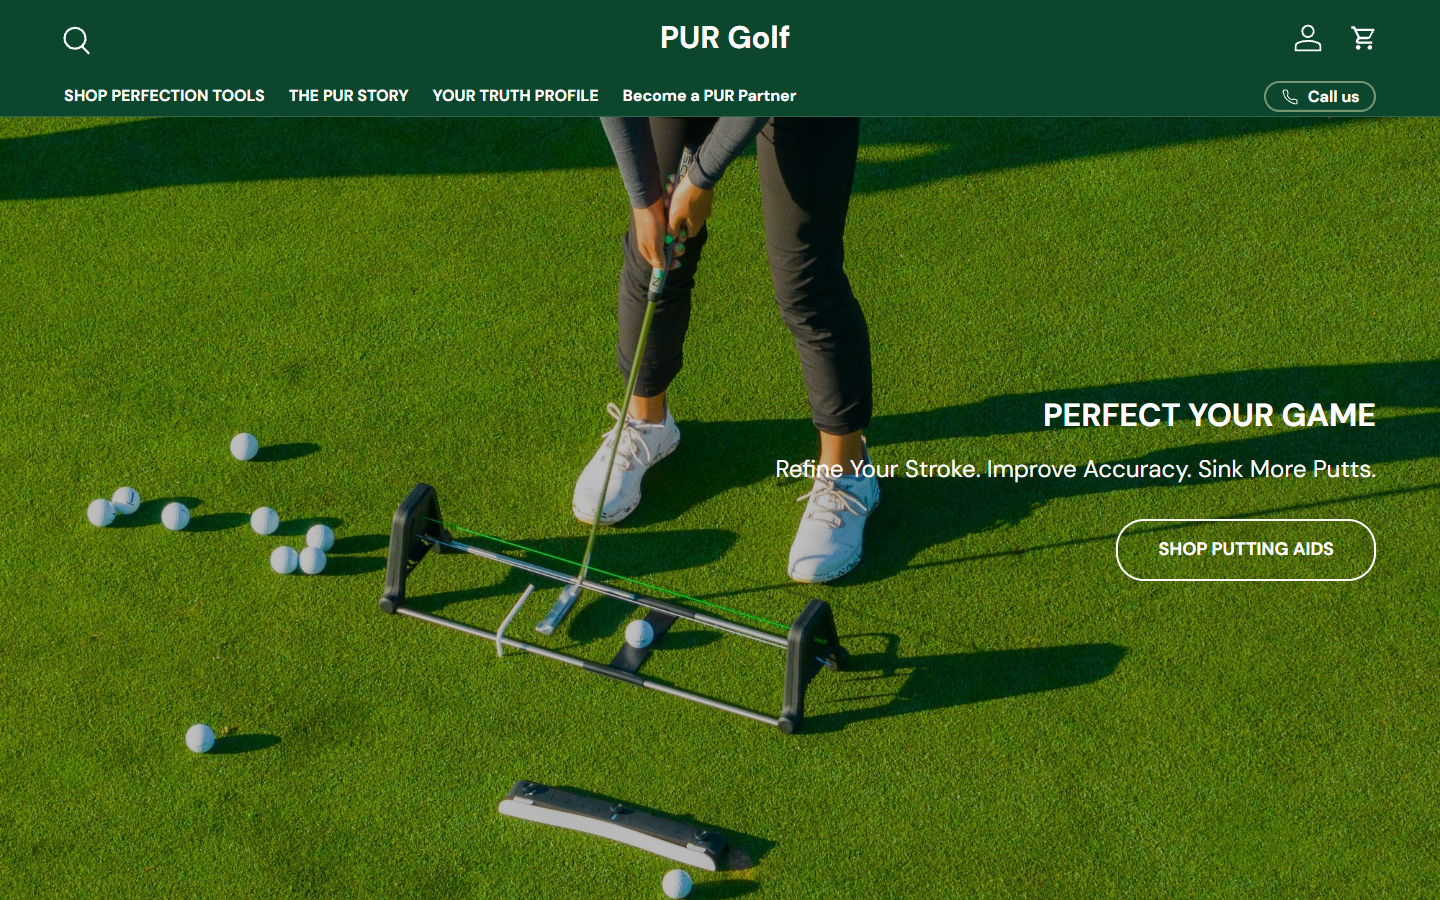 PUR Golf
SHOP PERFECTION TOOLS
THE PUR STORY
YOUR TRUTH PROFILE
Become a PUR Partner
Call us
PERFECT YOUR GAME
Refine Your Stroke. Improve Accuracy. Sink More Putts.
SHOP PUTTING AIDS